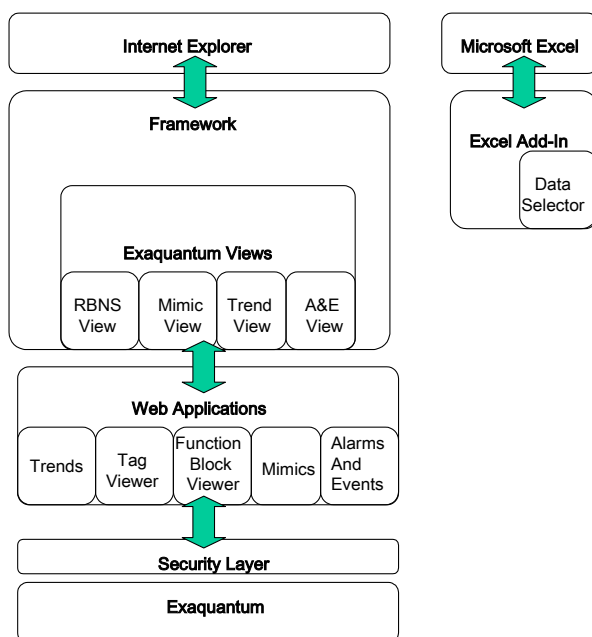 Internet Explorer
Microsoft Excel
Framework
Excel Add-In
Data
Selector
Exaquantum Views
RBNS
View
Mimic
View
Trend
View
A&E
View
Web Applications
Trends
Tag
Viewer
Function
Block
Viewer
Mimics
Alarms
And
Events
Security Layer
Exaquantum